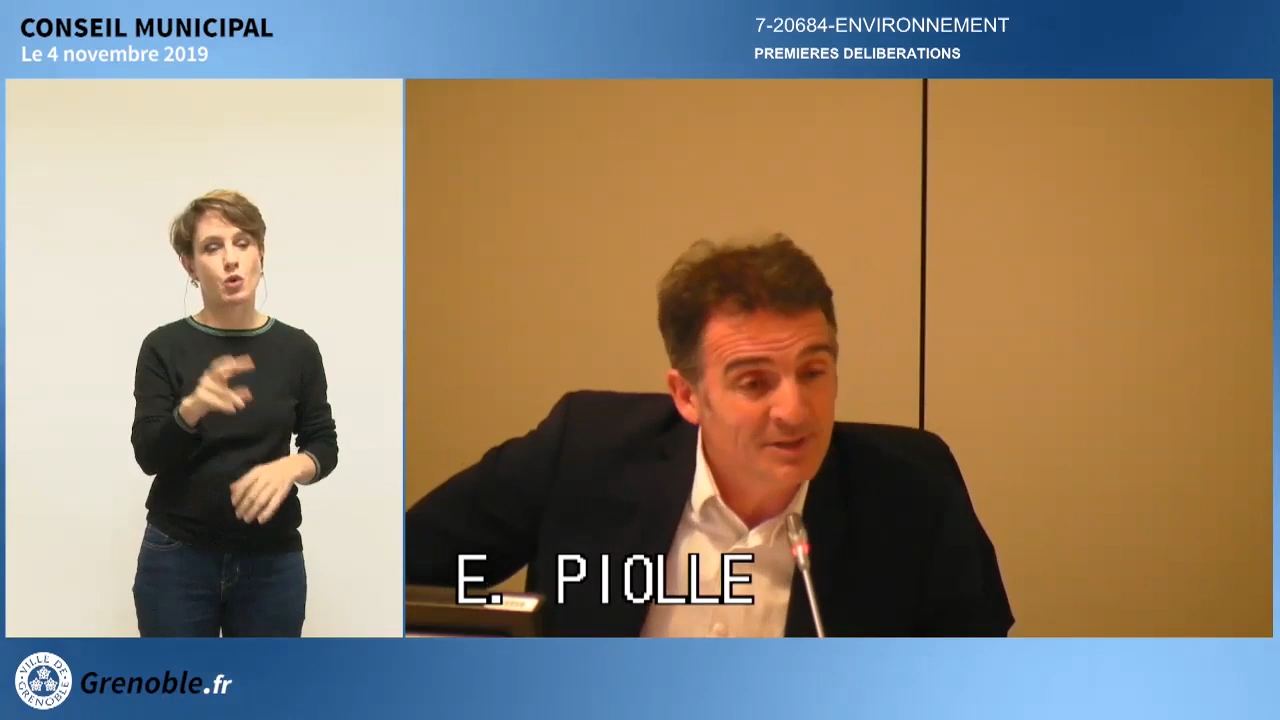 CONSEIL MUNICIPAL
Le 4 novembre 2019
7-20684-ENVIRONNEMENT
PREMIERES DELIBERATIONS
E. PIOLLE
VILLE DE GRENOBLE
Grenoble.fr